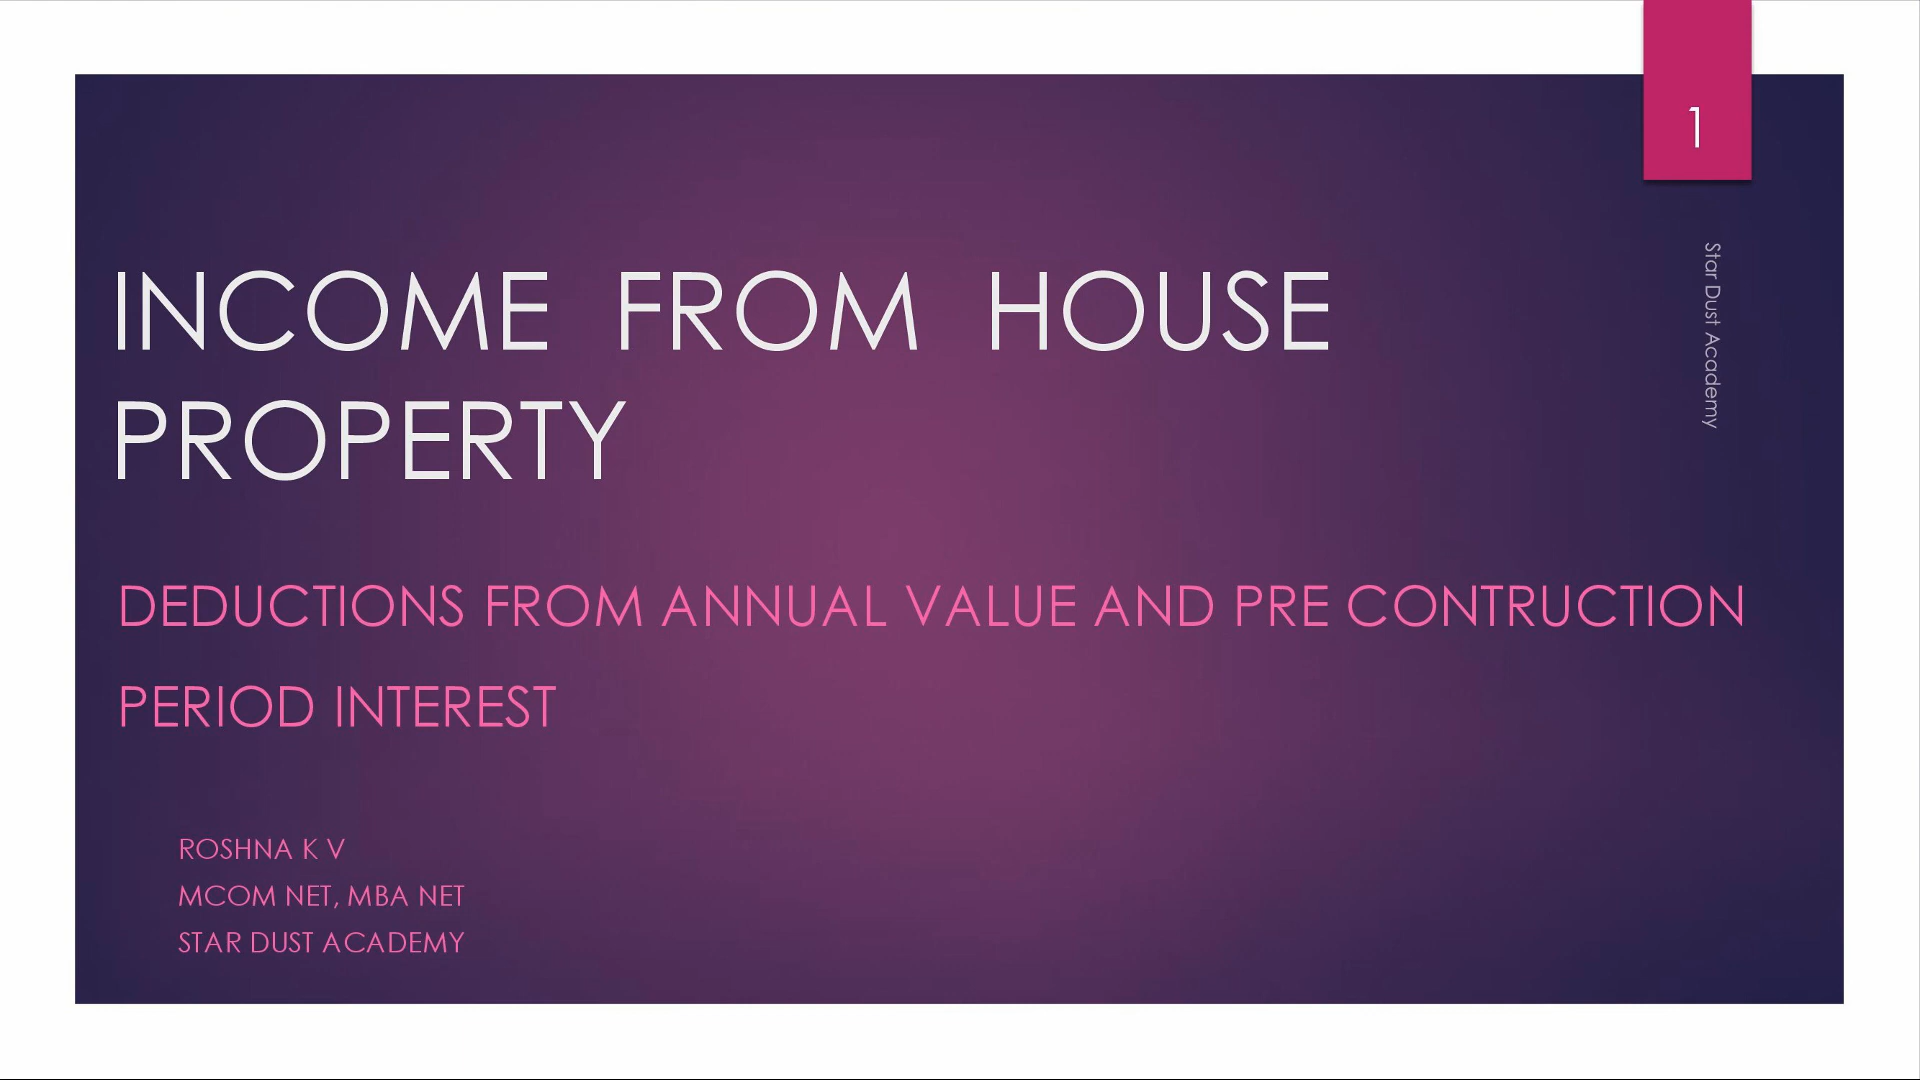 1
INCOME FROM HOUSE
PROPERTY
DEDUCTIONS FROM ANNUAL VALUE AND PRE CONTRUCTION
PERIOD INTEREST
ROSHNA K V
MCOM NET, MBA NET
STAR DUST ACADEMY
Star Dust Academy